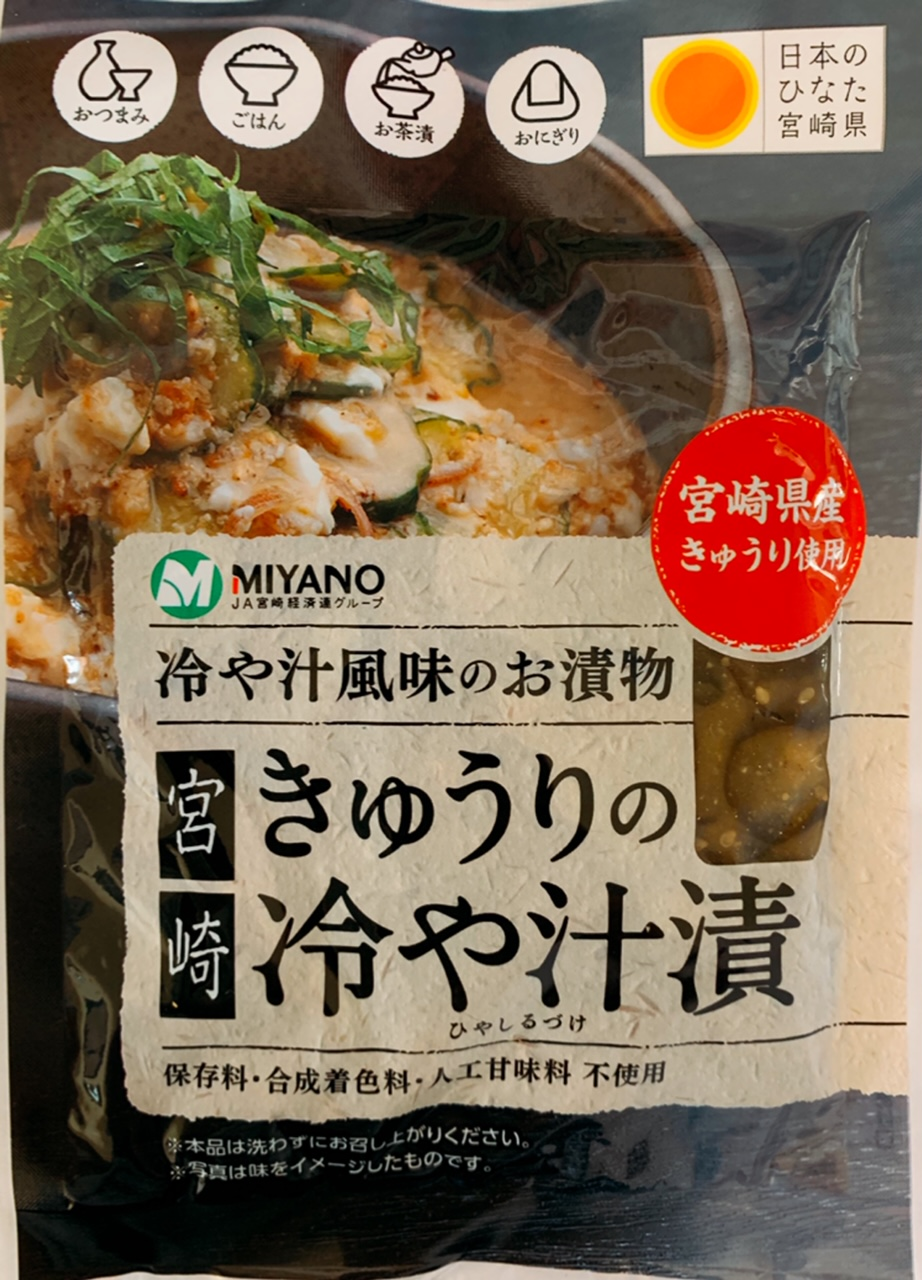 おつまみ
ごはん
お茶漬
おにぎり
日本の
ひなた
宮崎県
宮崎県産
きゅうり使用
MIYANO
JA宮崎経済連グループ
冷や汁風味のお漬物
宮崎
きゅうりの
冷や汁漬
ひやしるづけ
保存料・合成着色料・人工甘味料 不使用
※本品は洗わずにお召し上がりください。
※写真は味をイメージしたものです。